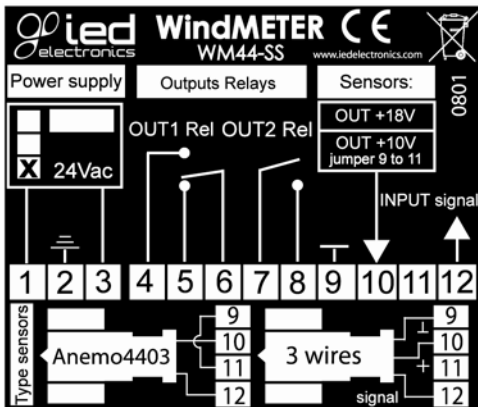 ied
electronics
WindMETER CE
WM44-SS
www.iedelectronics.com
Power supply
Outputs Relays
Sensors:
0801
OUT +18V
OUT +10V
jumper 9 to 11
X 24Vac
OUT1 Rel OUT2 Rel
INPUT signal
1 2 3 4 5 6 7 8 9 10 11 12
Type sensors
Anemo4403
9
10
11
12
3 wires
signal
⊥
+
9
10
11
12